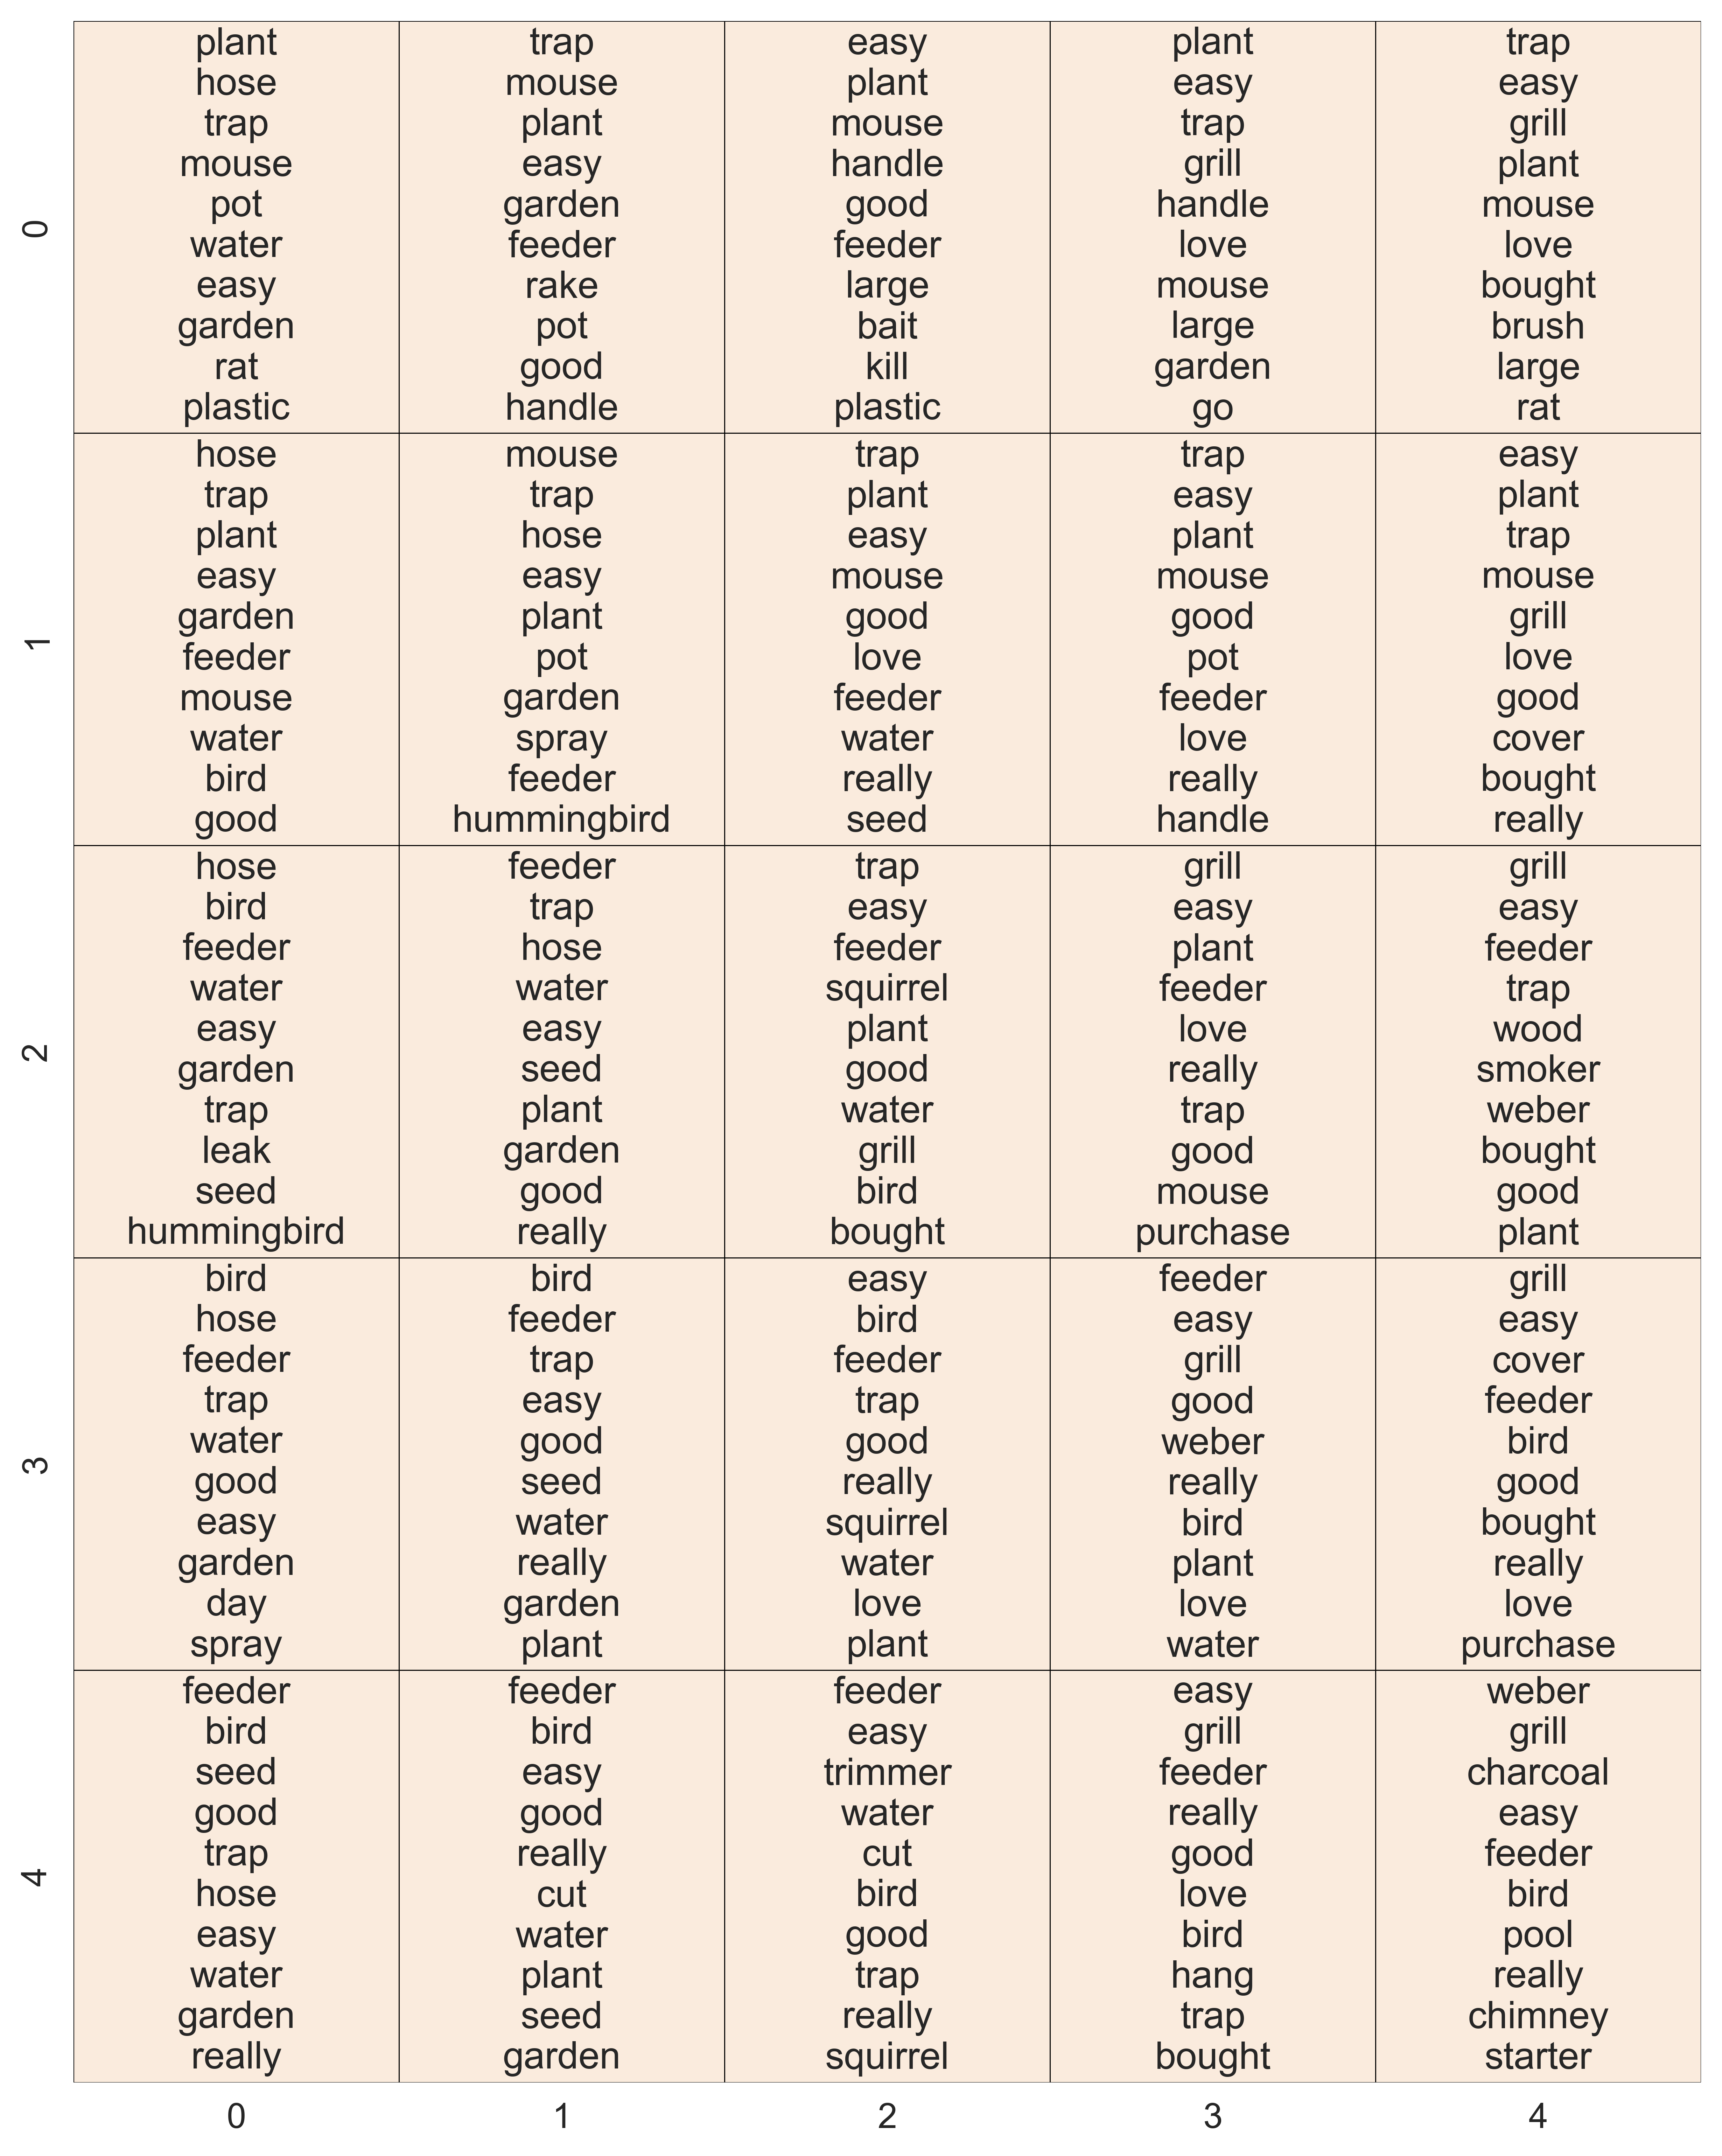 plant trap easy plant trap
hose mouse plant easy easy
trap plant mouse trap grill
mouse easy handle grill plant
pot garden good handle mouse
water feeder feeder love love
easy rake large mouse bought
garden pot bait large brush
rat good kill garden large
plastic handle plastic go rat
0
hose mouse trap trap easy
trap trap plant easy plant
plant hose easy plant trap
easy easy mouse mouse mouse
garden plant good good grill
feeder pot love pot love
mouse garden feeder feeder good
water spray water love cover
bird feeder really really bought
good hummingbird seed handle really
1
hose feeder trap grill grill
bird trap easy easy easy
feeder hose feeder plant feeder
water water squirrel feeder trap
easy easy plant love wood
garden seed good really smoker
trap plant water trap weber
leak garden grill good bought
seed good bird mouse good
hummingbird really bought purchase plant
2
bird bird easy feeder grill
hose feeder bird easy easy
feeder trap feeder grill cover
trap easy trap good feeder
water good good weber bird
good seed really really good
easy water squirrel bird bought
garden really water plant really
day garden love love love
spray plant plant water purchase
3
feeder feeder feeder easy weber
bird bird easy grill grill
seed easy trimmer feeder charcoal
good good water really easy
trap really cut good feeder
hose cut bird love bird
easy water good bird pool
water plant trap hang really
garden seed really trap chimney
really garden squirrel bought starter
4
0 1 2 3 4